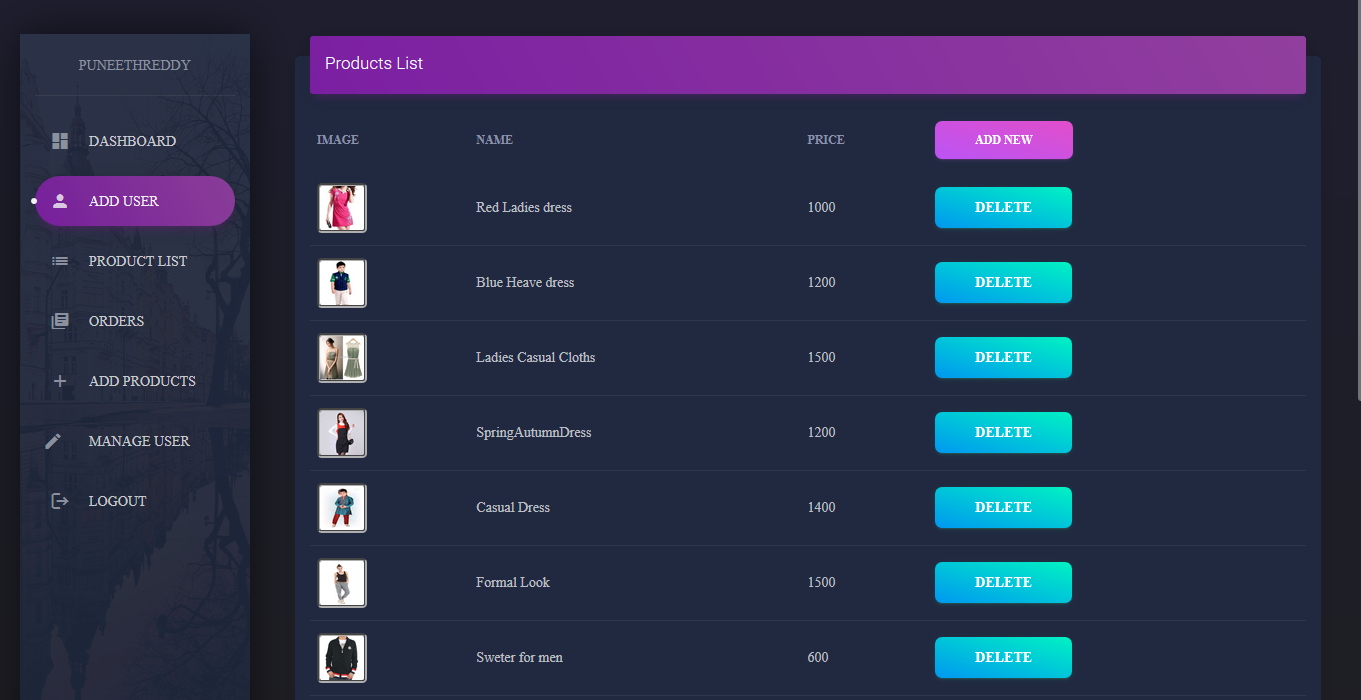 PUNEETHREDDY
DASHBOARD
ADD USER
PRODUCT LIST
ORDERS
ADD PRODUCTS
MANAGE USER
LOGOUT
Products List
IMAGE NAME PRICE ADD NEW
Red Ladies dress 1000 DELETE
Blue Heave dress 1200 DELETE
Ladies Casual Cloths 1500 DELETE
SpringAutumnDress 1200 DELETE
Casual Dress 1400 DELETE
Formal Look 1500 DELETE
Sweter for men 600 DELETE